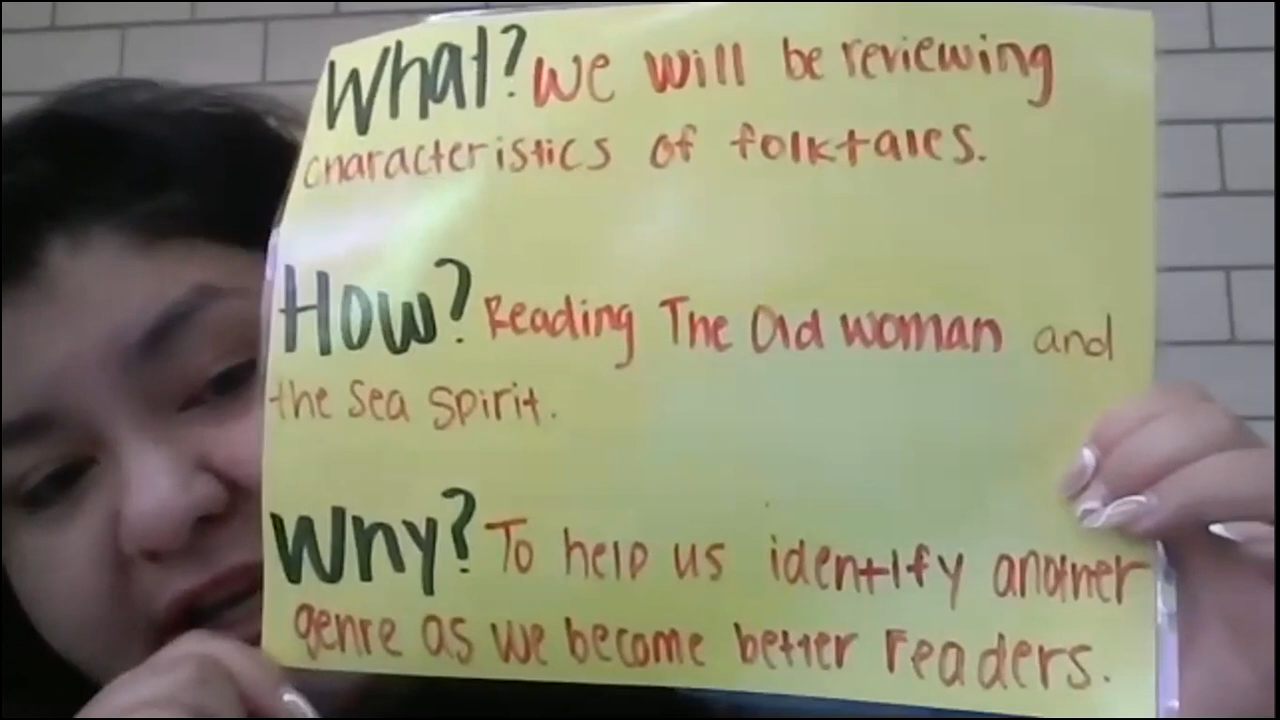 What? We will be reviewing
characteristics of folktales.
How? Reading The Old woman and
the Sea Spirit.
Why? To help us identify another
genre as we become better readers.